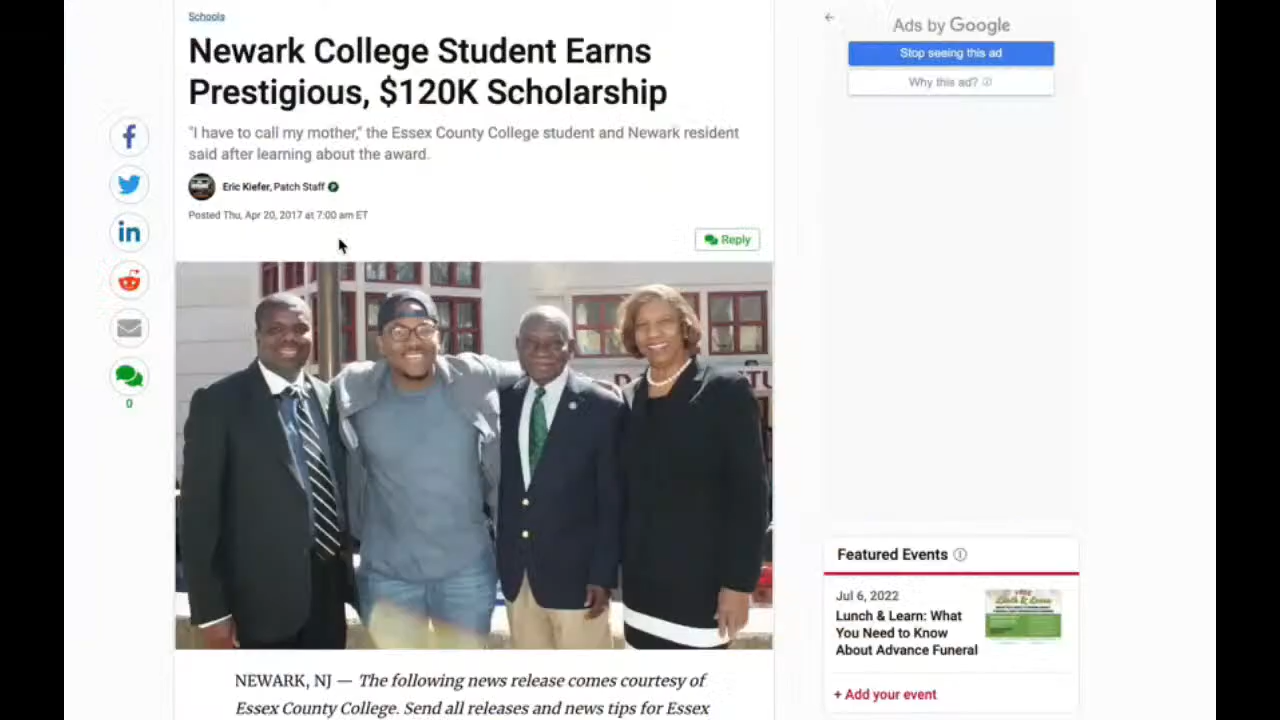 Schools
Newark College Student Earns
Prestigious, $120K Scholarship
"I have to call my mother," the Essex County College student and Newark resident
said after learning about the award.
Eric Kiefer, Patch Staff
Posted Thu, Apr 20, 2017 at 7:00 am ET
Reply
0
NEWARK, NJ — The following news release comes courtesy of
Essex County College. Send all releases and news tips for Essex
Ads by Google
Stop seeing this ad
Why this ad?
Featured Events
Jul 6, 2022
Lunch & Learn: What
You Need to Know
About Advance Funeral
Lunch & Learn
+ Add your event